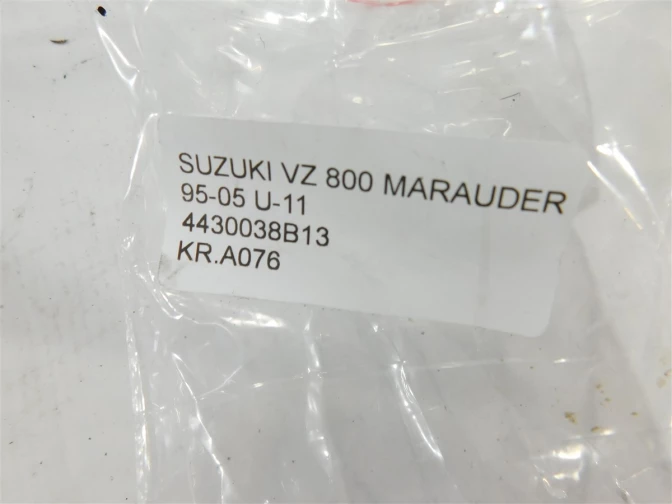 SUZUKI VZ 800 MARAUDER
95-05 U-11
4430038B13
KR.A076